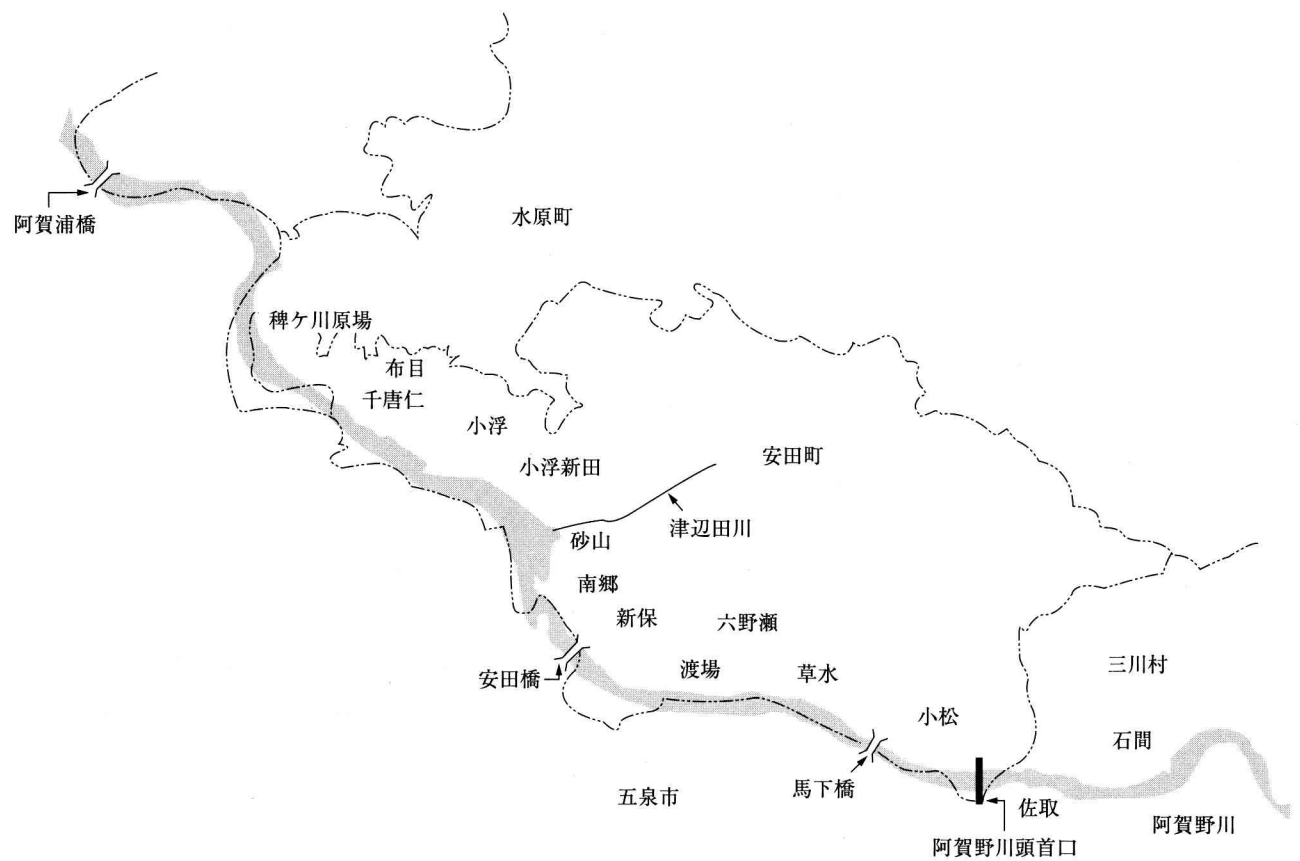 阿賀浦橋
水原町
稗ケ川原場
布目
千唐仁
小浮
小浮新田
安田町
津辺田川
砂山
南郷
新保
六野瀬
三川村
安田橋
渡場
草水
小松
石間
馬下橋
五泉市
佐取
阿賀野川
阿賀野川頭首口